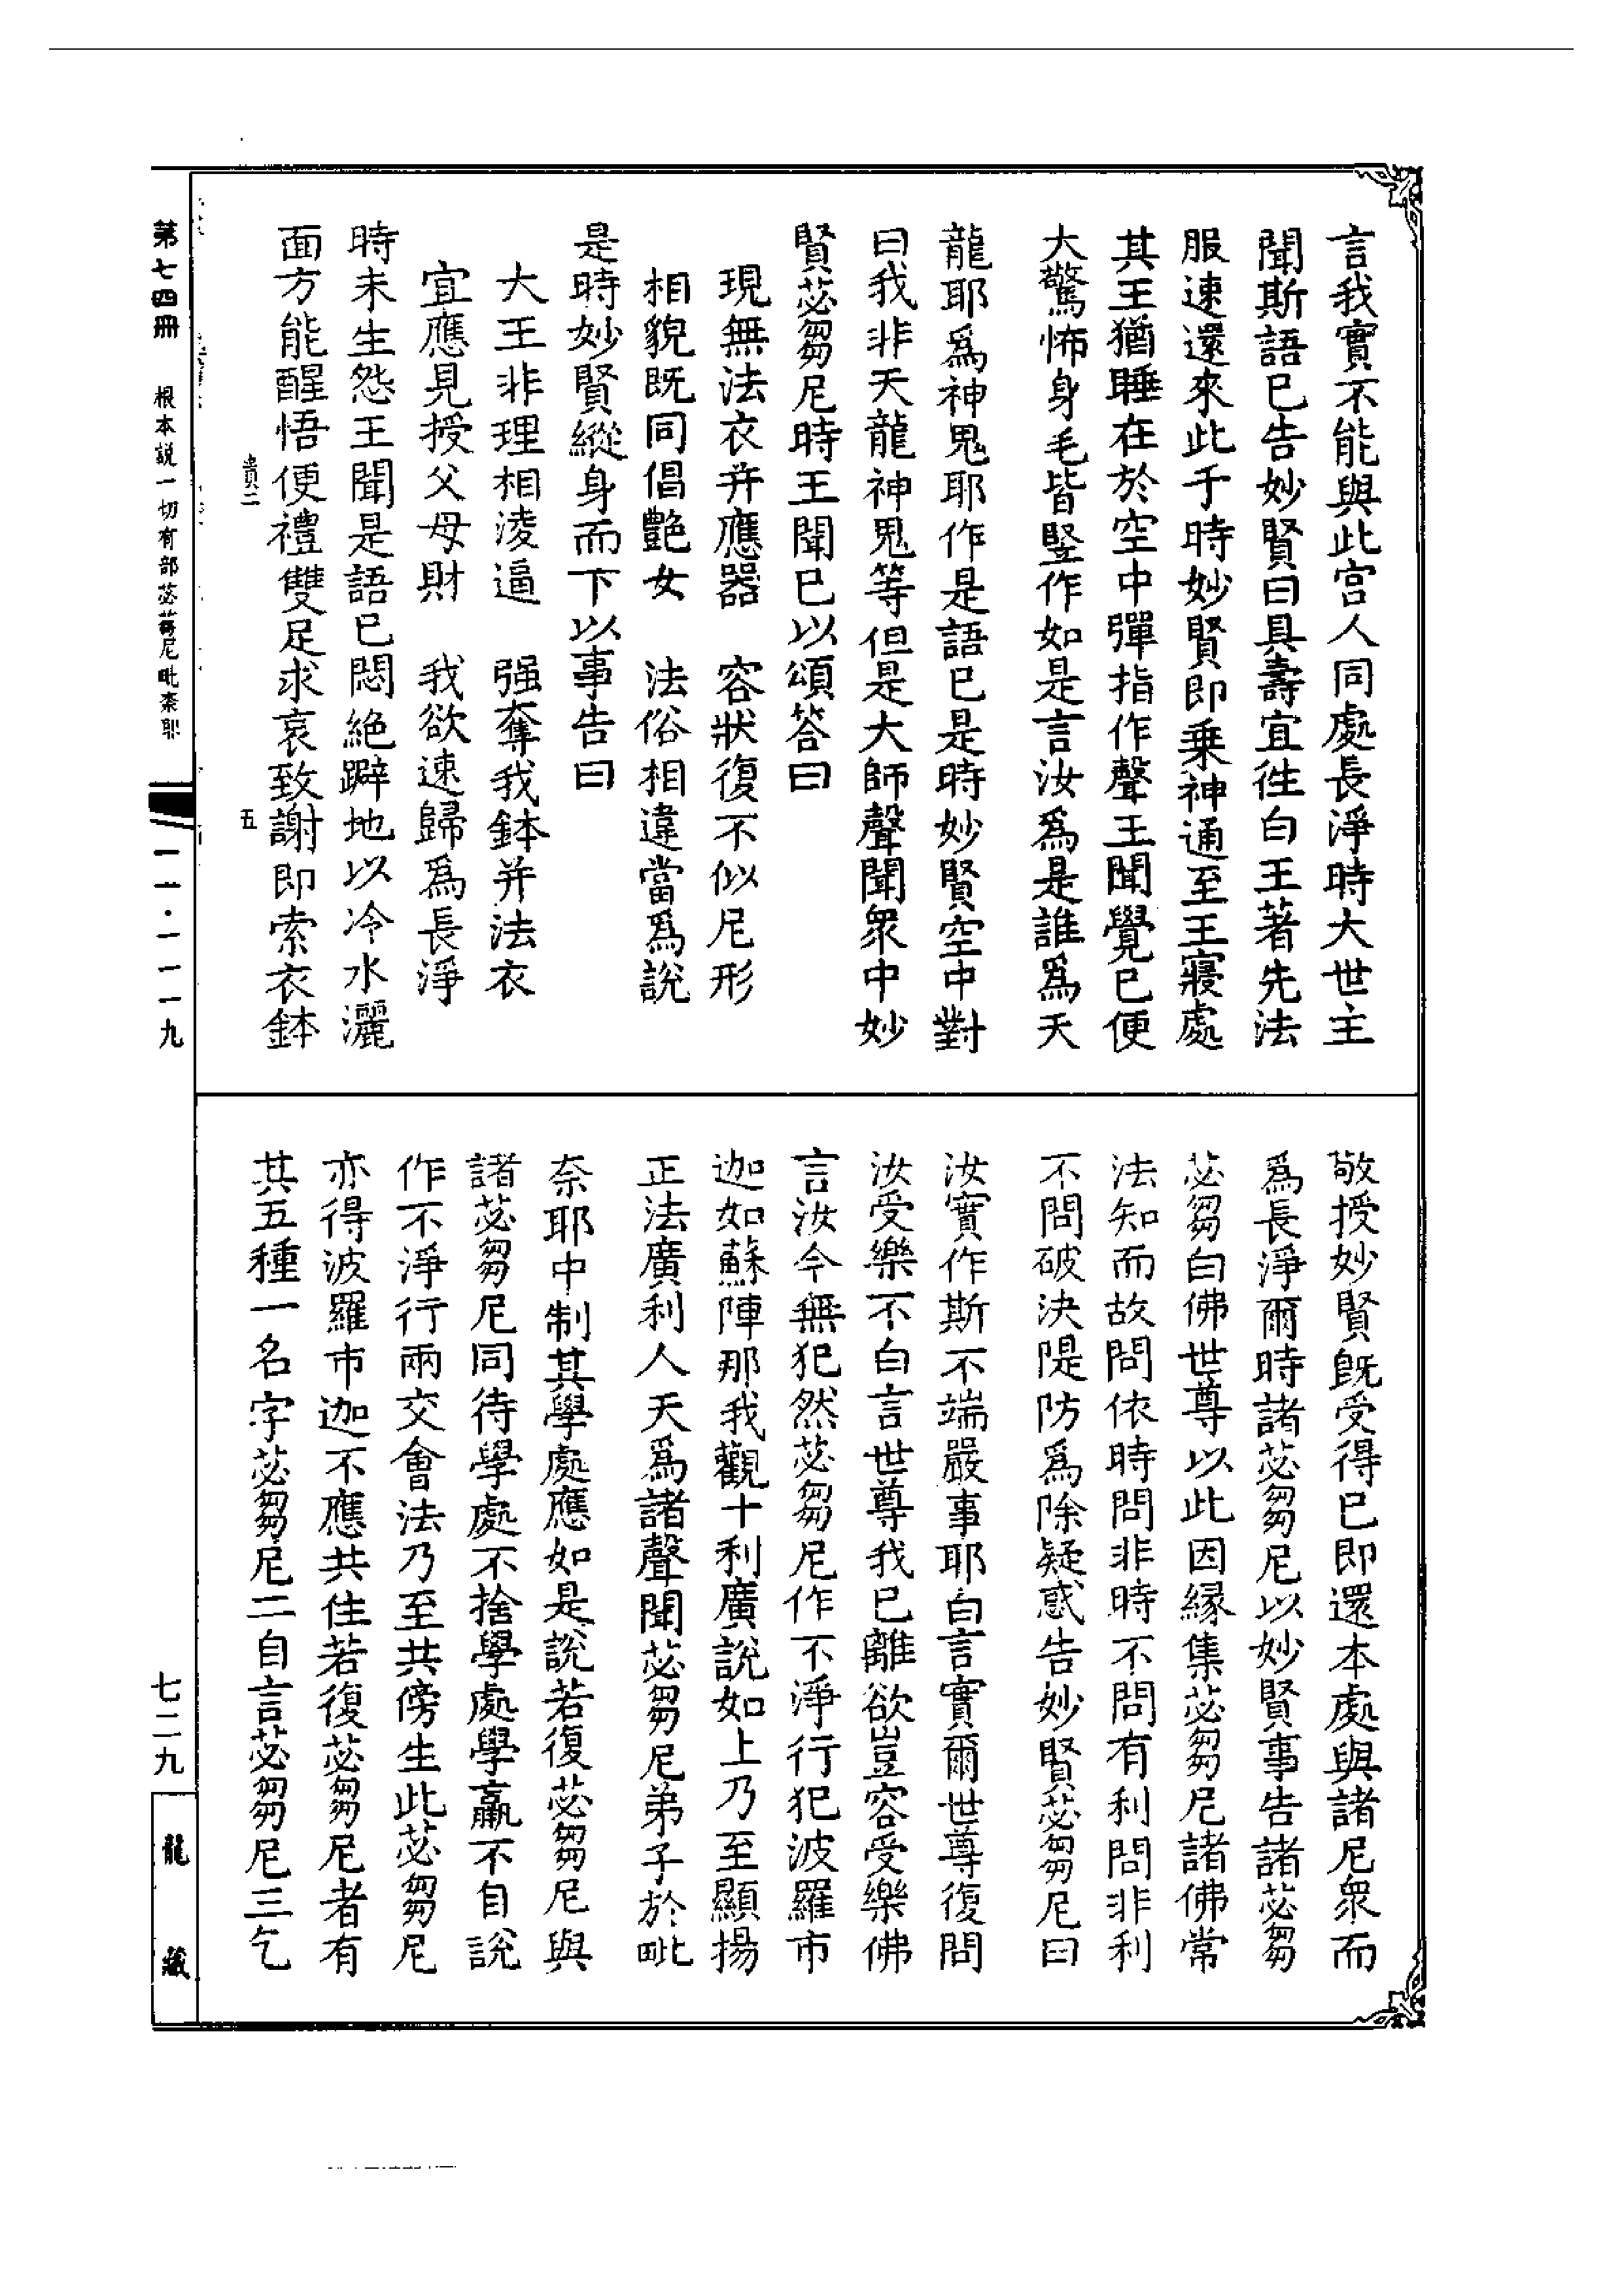 言我實不能與此宮人同處長淨時大世主
聞斯語已告妙賢曰具壽宜徃白王著先法
服速還來此于時妙賢即乗神通至王寢處
其王猶睡在於空中彈指作聲王聞覺已便
大驚怖身毛皆竪作如是言汝爲是誰爲天
龍耶爲神鬼耶作是語已是時妙賢空中對
曰我非天龍神鬼等但是大師聲聞衆中妙
賢苾芻尼時王聞已以頌答曰
現無法衣并應器　容狀復不似尼形
相貌既同倡艷女　法俗相違當爲說
是時妙賢縱身而下以事告曰
大王非理相淩逼　强奪我鉢并法衣
宜應見授父母財　我欲速歸爲長淨
時未生怨王聞是語已悶絶躃地以冷水灑
面方能醒悟便禮雙足求哀致謝即索衣鉢
敬授妙賢旣受得已即還本處與諸尼衆而
爲長淨爾時諸苾芻尼以妙賢事告諸苾芻
苾芻白佛世尊以此因緣集苾芻尼諸佛常
法知而故問依時問非時不問有利問非利
不問破決隄防爲除疑惑告妙賢苾芻尼曰
汝實作斯不端嚴事耶白言實爾世尊復問
汝受樂不白言世尊我已離欲豈容受樂佛
言汝今無犯然苾芻尼作不淨行犯波羅市
迦如蘇陣那我觀十利廣說如上乃至顯揚
正法廣利人天爲諸聲聞苾芻尼弟子於毗
奈耶中制其學處應如是說若復苾芻尼與
諸苾芻尼同待學處不捨學處學羸不自說
作不淨行兩交會法乃至共傍生此苾芻尼
亦得波羅市迦不應共住若復苾芻尼者有
其五種一名字苾芻尼二自言苾芻尼三乞
第七四冊　根本説一切有部苾蒭尼毗奈耶
一一·一一一九
貴二　五
七二九
龍藏